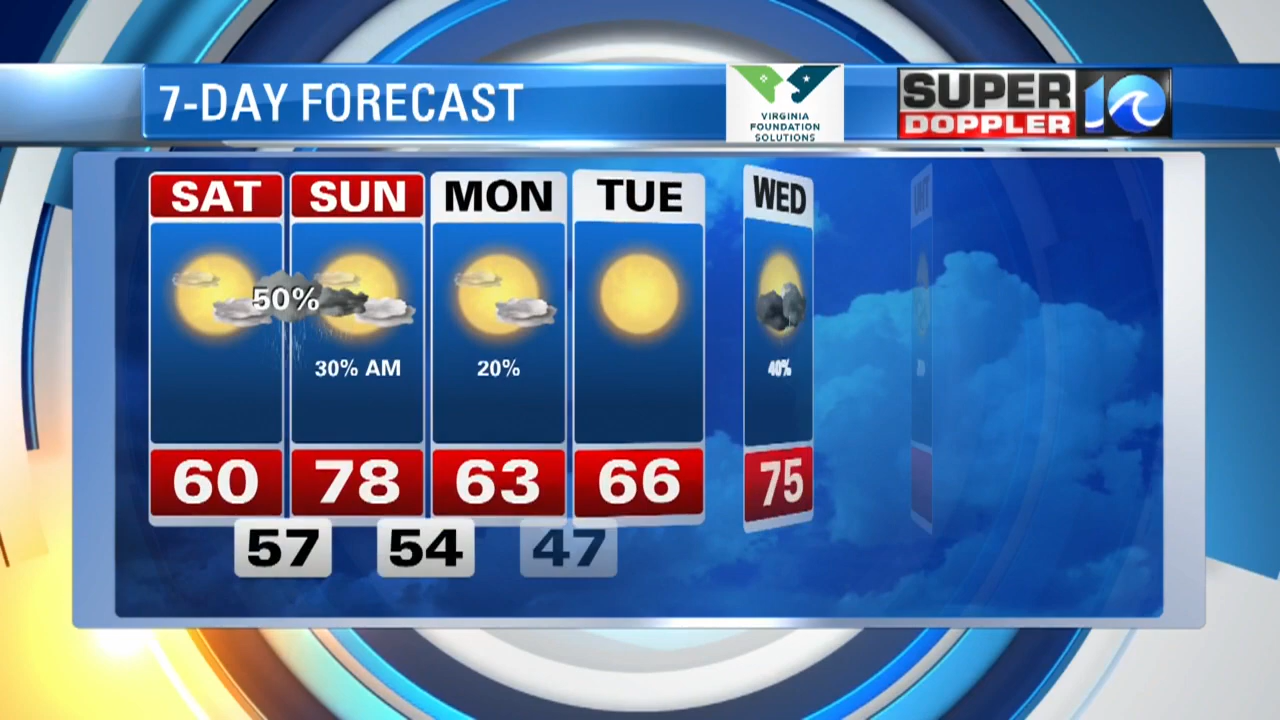 7-DAY FORECAST
VIRGINIA
FOUNDATION
SOLUTIONS
SUPER
DOPPLER
10
SAT SUN MON TUE WED
50%
30% AM 20% 40%
60 78 63 66 75
57 54 47